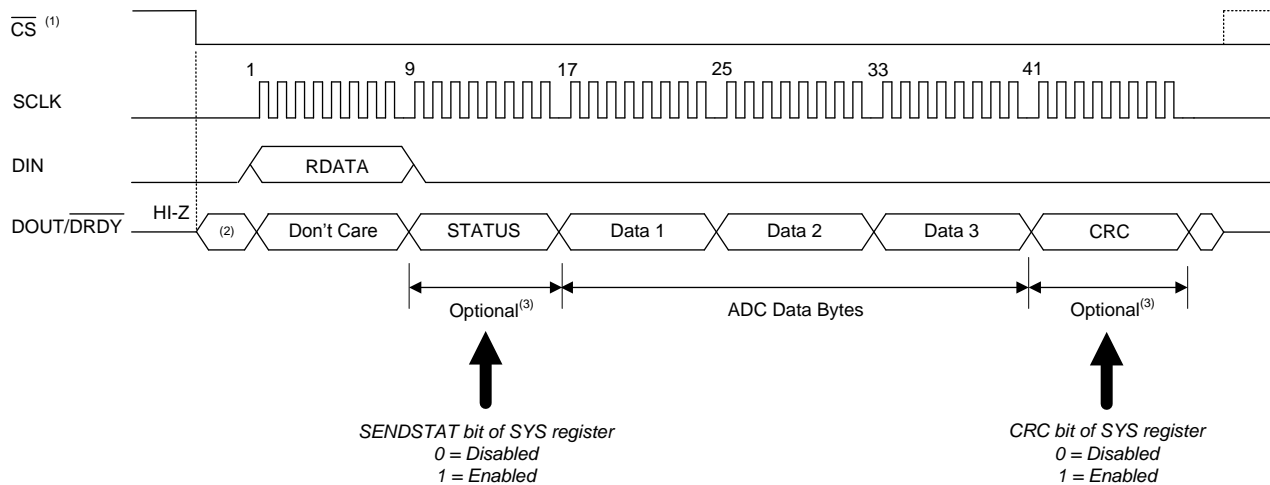 CS (1)
1 9 17 25 33 41
SCLK
DIN RDATA
DOUT/DRDY HI-Z (2) Don't Care STATUS Data 1 Data 2 Data 3 CRC
Optional(3) ADC Data Bytes Optional(3)
SENDSTAT bit of SYS register
0 = Disabled
1 = Enabled
CRC bit of SYS register
0 = Disabled
1 = Enabled